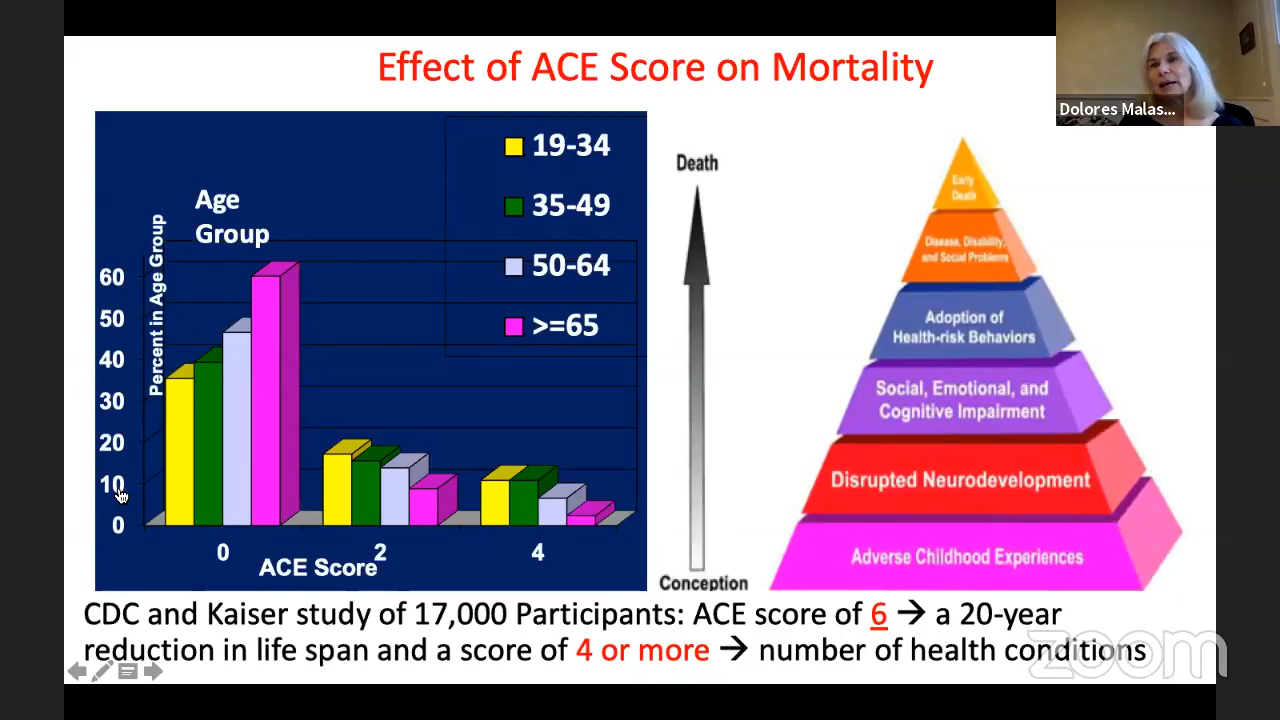 Effect of ACE Score on Mortality
Dolores Malas...
Age
Group
Percent in Age Group
19-34
35-49
50-64
>=65
60
50
40
30
20
10
0
0
2
4
ACE Score
Death
Conception
Early
Death
Disease, Disability,
and Social Problems
Adoption of
Health-risk Behaviors
Social, Emotional, and
Cognitive Impairment
Disrupted Neurodevelopment
Adverse Childhood Experiences
CDC and Kaiser study of 17,000 Participants: ACE score of 6 → a 20-year
reduction in life span and a score of 4 or more → number of health conditions
zoom